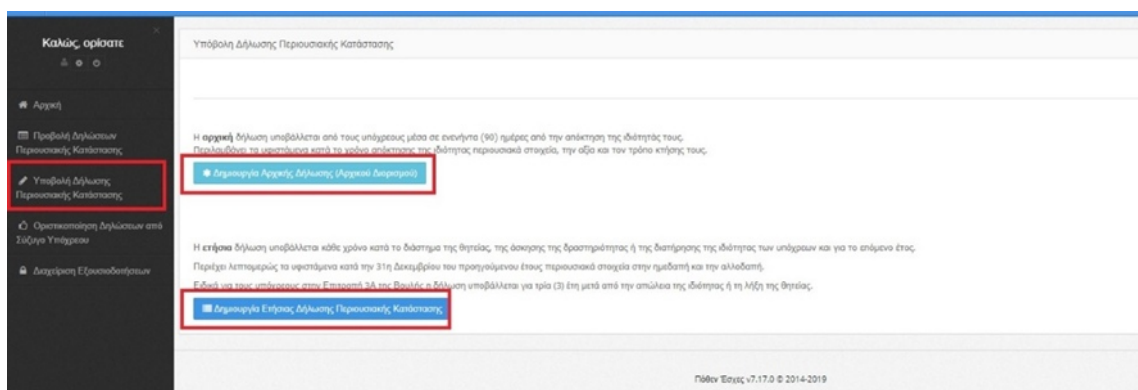 Καλώς, ορίσατε
Αρχική
Προβολή Δηλώσεων
Περιουσιακής Κατάστασης
Υποβολή Δήλωσης
Περιουσιακής Κατάστασης
Οριστικοποίηση Δηλώσεων από
Σύζυγο Υπόχρεου
Διαχείριση Εξουσιοδοτήσεων
Υπόβολη Δήλωσης Περιουσιακής Κατάστασης
Η αρχική δήλωση υποβάλλεται από τους υπόχρεους μέσα σε ενενήντα (90) ημέρες από την απόκτηση της ιδιότητάς τους.
Περιλαμβάνει τα υφιστάμενα κατά το χρόνο απόκτησης της ιδιότητας περιουσιακά στοιχεία, την αξία και τον τρόπο κτήσης τους.
Δημιουργία Αρχικής Δήλωσης (Αρχικού Διορισμού)
Η ετήσια δήλωση υποβάλλεται κάθε χρόνο κατά το διάστημα της θητείας, της άσκησης της δραστηριότητας ή της διατήρησης της ιδιότητας των υπόχρεων και για το επόμενο έτος.
Περιέχει λεπτομερώς τα υφιστάμενα κατά την 31η Δεκεμβρίου του προηγούμενου έτους περιουσιακά στοιχεία στην ημεδαπή και την αλλοδαπή.
Ειδικά για τους υπόχρεους στην Επιτροπή 3Α της Βουλής η δήλωση υποβάλλεται για τρία (3) έτη μετά από την απώλεια της ιδιότητας ή τη λήξη της θητείας.
Δημιουργία Ετήσιας Δήλωσης Περιουσιακής Κατάστασης
Πόθεν Έσχες v7.17.0 © 2014-2019